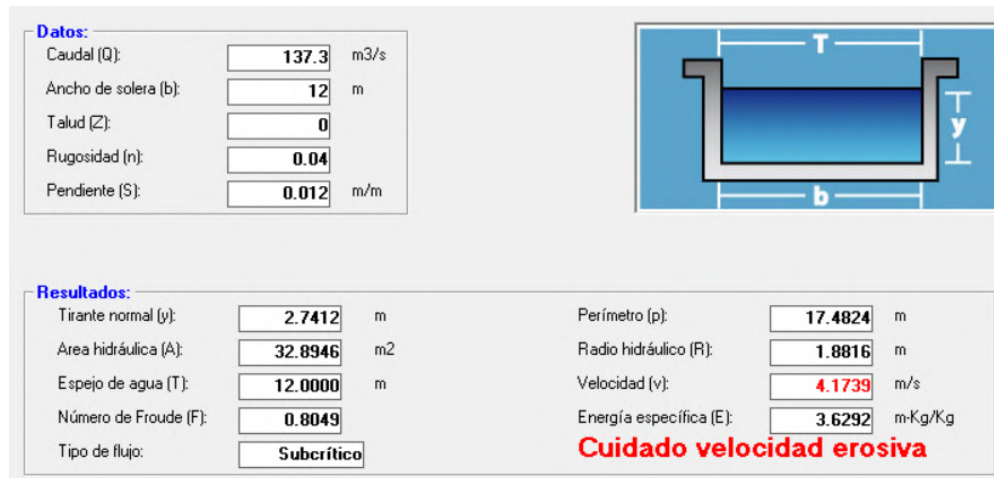 Datos:
Caudal (Q): 137.3 m3/s
Ancho de solera (b): 12 m
Talud (Z): 0
Rugosidad (n): 0.04
Pendiente (S): 0.012 m/m
T
y
b
Resultados:
Tirante normal (y): 2.7412 m Perímetro (p): 17.4824 m
Area hidráulica (A): 32.8946 m2 Radio hidráulico (R): 1.8816 m
Espejo de agua (T): 12.0000 m Velocidad (v): 4.1739 m/s
Número de Froude (F): 0.8049 Energía específica (E): 3.6292 m-Kg/Kg
Tipo de flujo: Subcrítico Cuidado velocidad erosiva